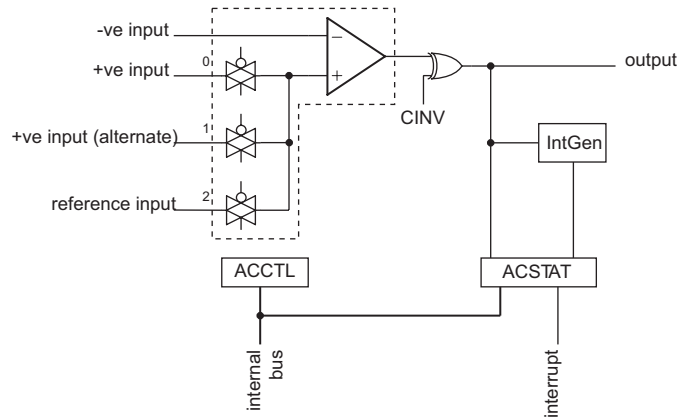 -ve input
+ve input
0
output
CINV
+ve input (alternate)
1
IntGen
reference input
2
ACCTL
ACSTAT
internal
bus
interrupt
−
+